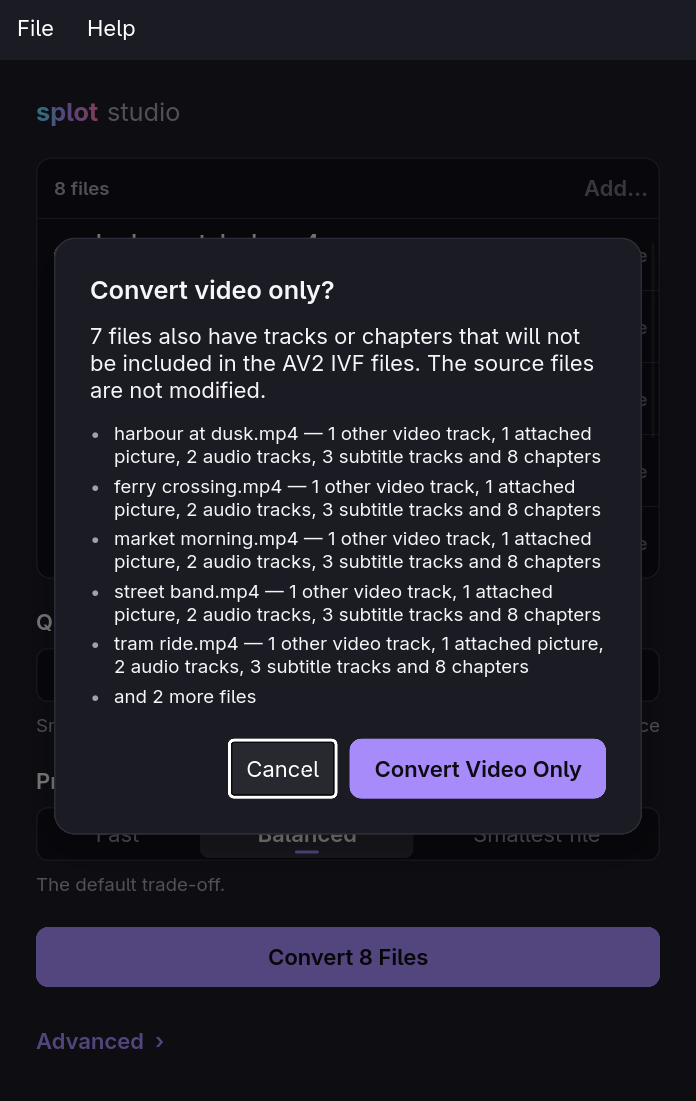 File Help
splot studio
8 files Add...
Convert video only?
7 files also have tracks or chapters that will not
be included in the AV2 IVF files. The source files
are not modified.
• harbour at dusk.mp4 — 1 other video track, 1 attached
picture, 2 audio tracks, 3 subtitle tracks and 8 chapters
• ferry crossing.mp4 — 1 other video track, 1 attached
picture, 2 audio tracks, 3 subtitle tracks and 8 chapters
• market morning.mp4 — 1 other video track, 1 attached
picture, 2 audio tracks, 3 subtitle tracks and 8 chapters
• street band.mp4 — 1 other video track, 1 attached
picture, 2 audio tracks, 3 subtitle tracks and 8 chapters
• tram ride.mp4 — 1 other video track, 1 attached picture,
2 audio tracks, 3 subtitle tracks and 8 chapters
• and 2 more files
Cancel Convert Video Only
Fast Balanced Smallest file
The default trade-off.
Convert 8 Files
Advanced ›